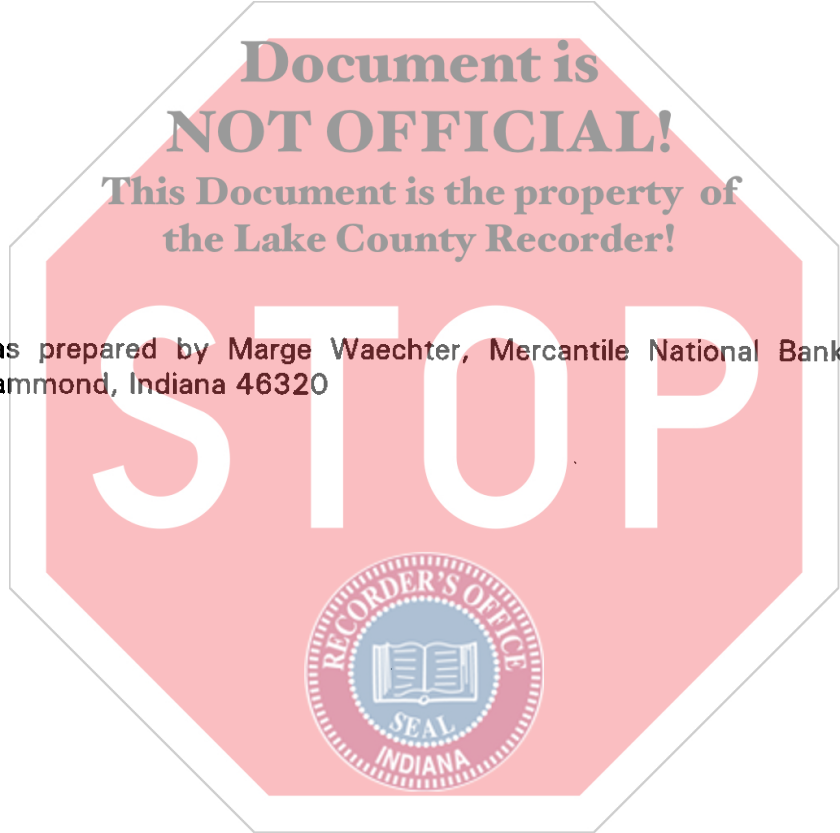 Document is
NOT OFFICIAL!
This Document is the property of
the Lake County Recorder!
as prepared by Marge Waechter, Mercantile National Bank
ammond, Indiana 46320
STOP
RECORDER'S OFFICE
SEAL
INDIANA